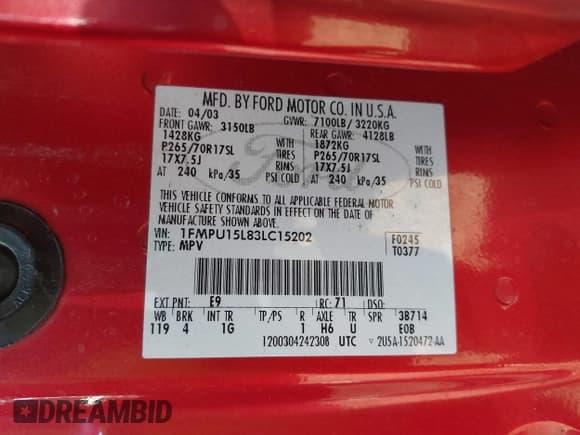 MFD. BY FORD MOTOR CO. IN U.S.A.
DATE: 04/03 GVWR: 7100LB/ 3220KG
FRONT GAWR: 3150LB REAR GAWR: 4128LB
1428KG WITH 1872KG WITH
P265/70R17SL TIRES P265/70R17SL TIRES
17X7.5J RIMS 17X7.5J RIMS
AT 240 kPa/35 PSI COLD AT 240 kPa/35 PSI COLD
THIS VEHICLE CONFORMS TO ALL APPLICABLE FEDERAL MOTOR
VEHICLE SAFETY STANDARDS IN EFFECT ON THE DATE OF
MANUFACTURE SHOWN ABOVE.
VIN: 1FMPU15L83LC15202 F0245
TYPE: MPV T0377
EXT PNT: E9 RC: 71 DSO:
WB BRK INT TR TP/PS R AXLE TR SPR 3B714
119 4 1G 1 H6 U E0B
1200304242308 UTC ▽ 2U5A-1520472-AA
Ford
DREAMBID